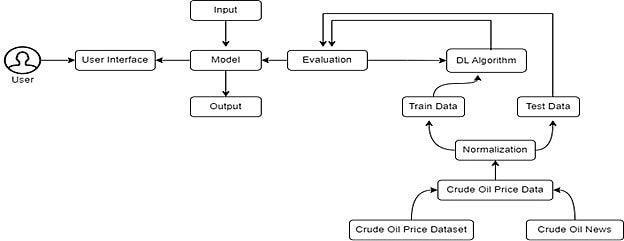 Input
User Interface
Model
Evaluation
DL Algorithm
User
Output
Train Data
Test Data
Normalization
Crude Oil Price Data
Crude Oil Price Dataset
Crude Oil News